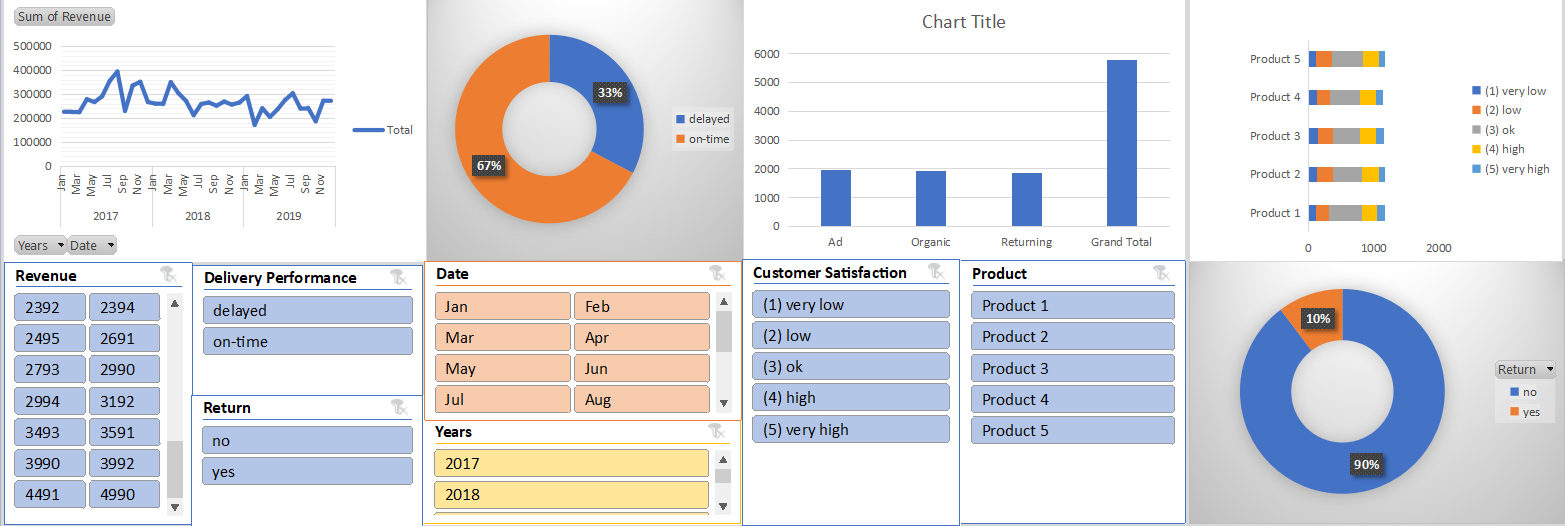 Sum of Revenue
500000
400000
300000
200000
100000
0
Jan Mar May Jul Sep Nov Jan Mar May Jul Sep Nov Jan Mar May Jul Sep Nov
2017 2018 2019
Total
Years Date
33%
67%
delayed
on-time
Chart Title
6000
5000
4000
3000
2000
1000
0
Ad Organic Returning Grand Total
Product 5
Product 4
Product 3
Product 2
Product 1
0 1000 2000
(1) very low
(2) low
(3) ok
(4) high
(5) very high
Revenue
2392 2394
2495 2691
2793 2990
2994 3192
3493 3591
3990 3992
4491 4990
Delivery Performance
delayed
on-time
Return
no
yes
Date
Jan Feb
Mar Apr
May Jun
Jul Aug
Years
2017
2018
Customer Satisfaction
(1) very low
(2) low
(3) ok
(4) high
(5) very high
Product
Product 1
Product 2
Product 3
Product 4
Product 5
10%
90%
Return
no
yes